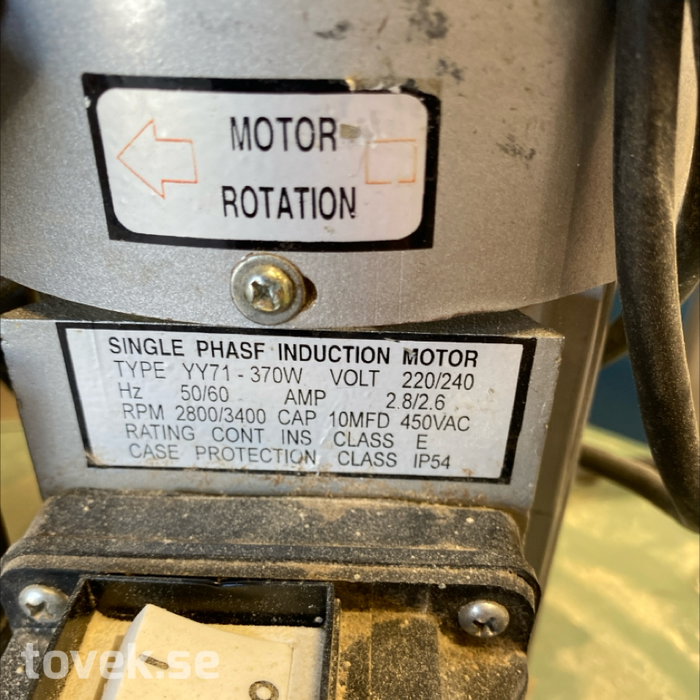 MOTOR
ROTATION
SINGLE PHASF INDUCTION MOTOR
TYPE YY71 - 370W VOLT 220/240
Hz 50/60 AMP 2.8/2.6
RPM 2800/3400 CAP 10MFD 450VAC
RATING CONT INS CLASS E
CASE PROTECTION CLASS IP54
tovek.se